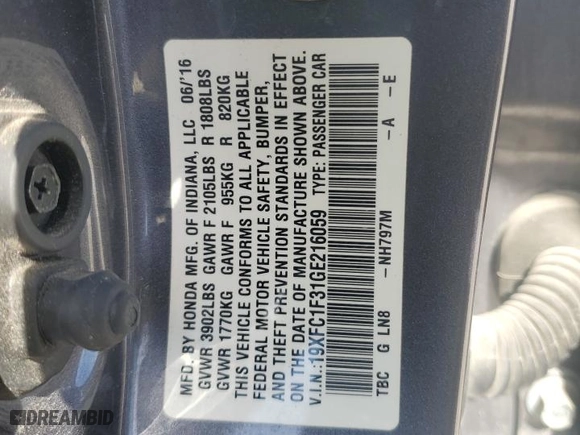 MFD. BY HONDA MFG. OF INDIANA, LLC 06/'16
GVWR 3902LBS GAWR F 2105LBS R 1808LBS
GVWR 1770KG GAWR F 955KG R 820KG
THIS VEHICLE CONFORMS TO ALL APPLICABLE
FEDERAL MOTOR VEHICLE SAFETY, BUMPER,
AND THEFT PREVENTION STANDARDS IN EFFECT
ON THE DATE OF MANUFACTURE SHOWN ABOVE.
V.I.N.:19XFC1F31GE216059 TYPE: PASSENGER CAR
TBC G LN8 -NH797M -A -E
DREAMBID